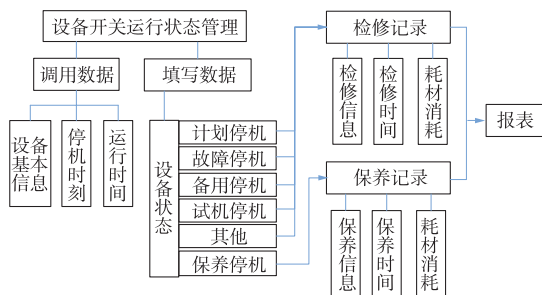 设备开关运行状态管理
调用数据
填写数据
设备基本信息
停机时刻
运行时间
设备状态
计划停机
故障停机
备用停机
试机停机
其他
保养停机
检修记录
检修信息
检修时间
耗材消耗
保养记录
保养信息
保养时间
耗材消耗
报表